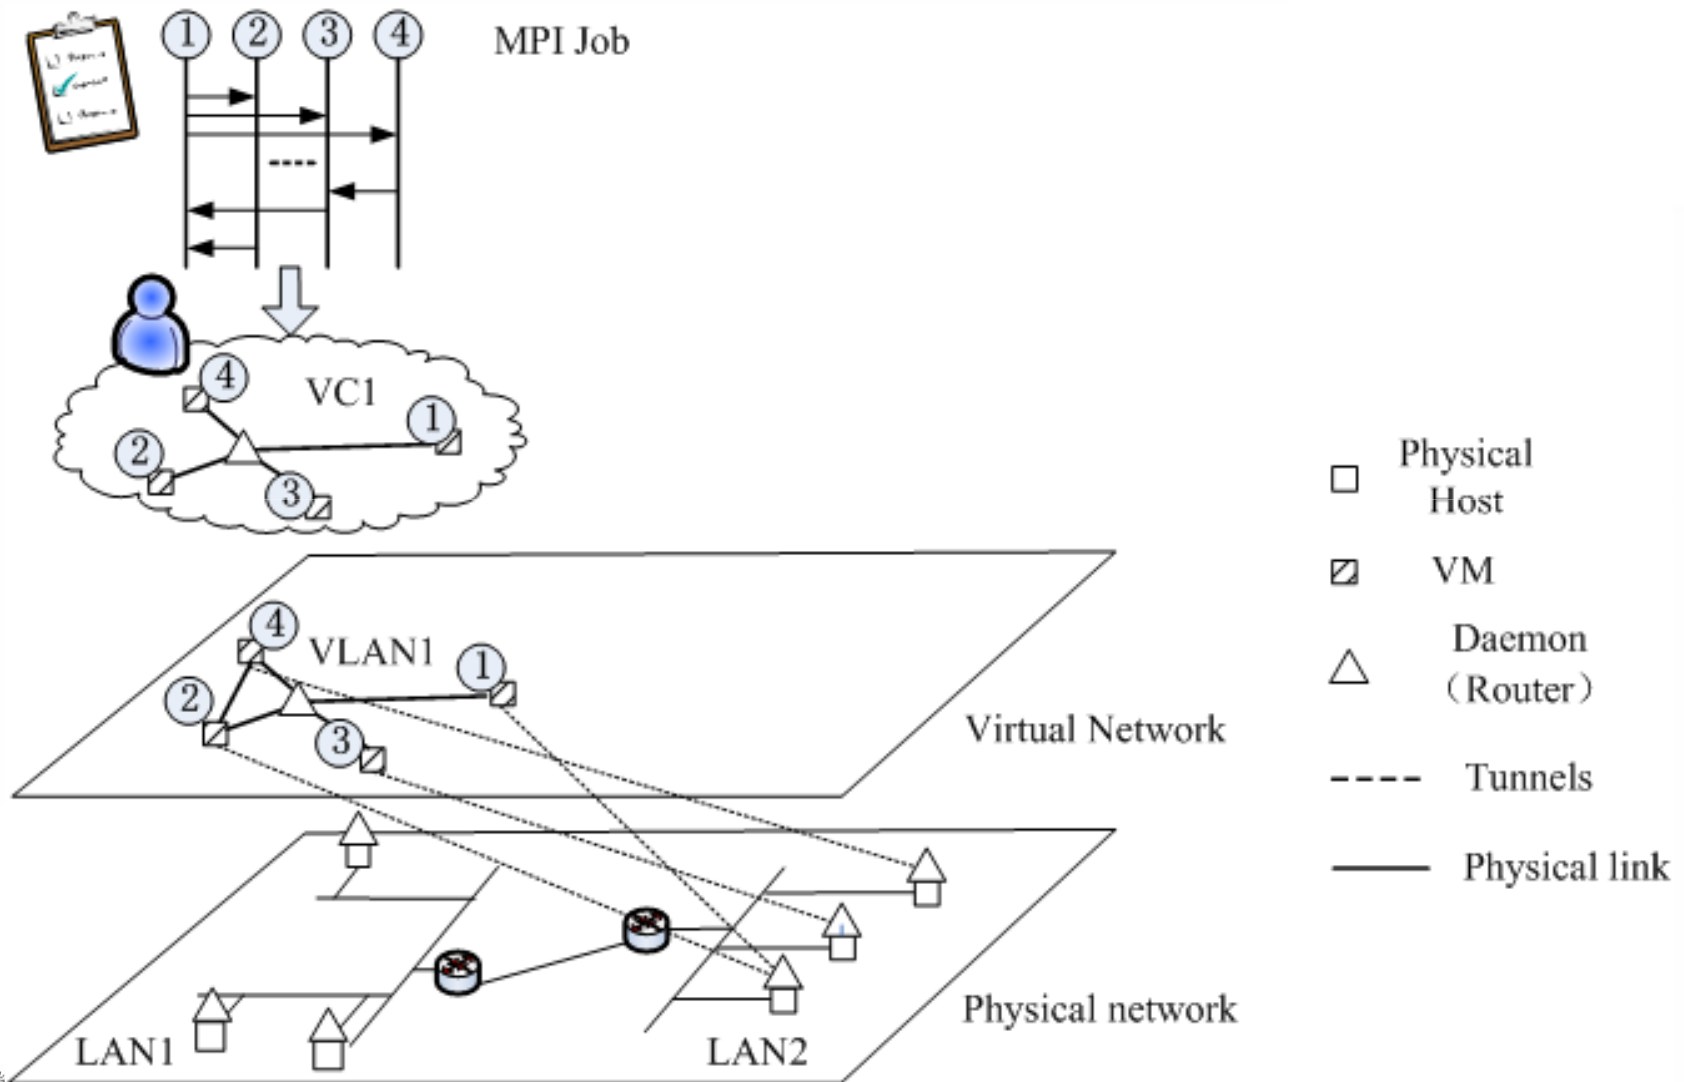 1 2 3 4 MPI Job
4 VC1
1
2
3
4 VLAN1
1
2
3
Virtual Network
LAN1 LAN2 Physical network
Physical
Host
VM
Daemon
（Router）
Tunnels
Physical link